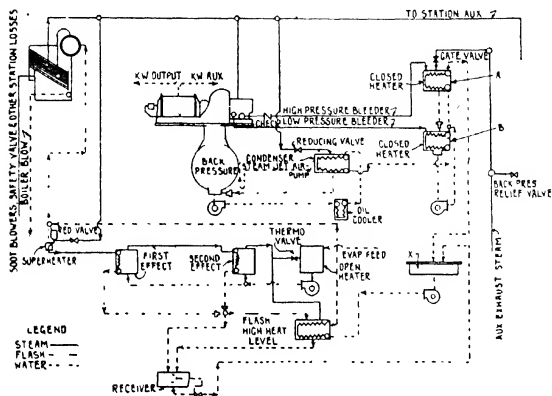 TO STATION AUX.
SOOT BLOWERS, SAFETY VALVE & OTHER STATION LOSSES
BOILER BLOW
KW OUTPUT
KW AUX
GATE VALVE
CLOSED
HEATER
A
HIGH PRESSURE BLEEDER
CHECK
LOW PRESSURE BLEEDER
REDUCING VALVE
CLOSED
HEATER
B
BACK
PRESSURE
CONDENSER
STEAM JET AIR
PUMP
BACK PRES
RELIEF VALVE
OIL
COOLER
RED VALVE
SUPERHEATER
FIRST
EFFECT
SECOND
EFFECT
THERMO
VALVE
EVAP FEED
OPEN
HEATER
X
AUX EXHAUST STEAM
FLASH
HIGH HEAT
LEVEL
LEGEND
STEAM
FLASH
WATER
RECEIVER